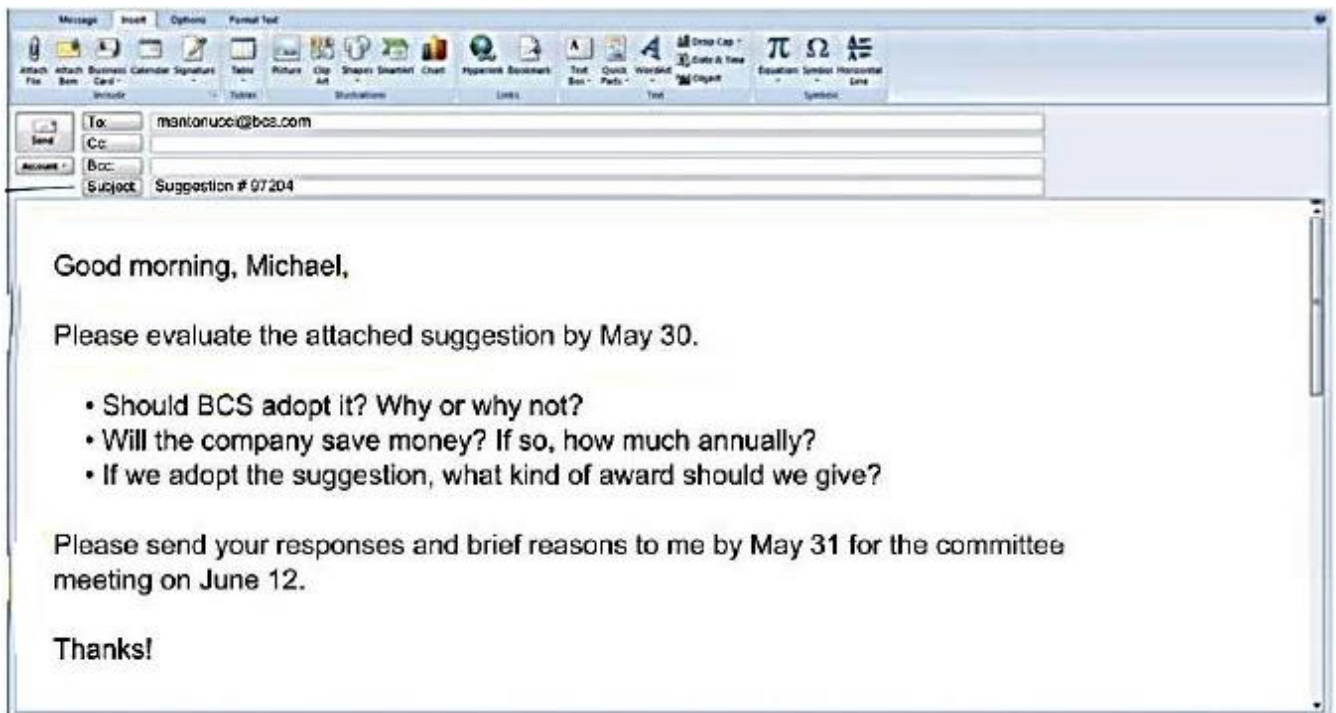 Message Insert Options Format Text
Attach File Attach Item Business Card Calendar Signature Table Picture Clip Art Shapes SmartArt Chart Hyperlink Bookmark Text Box Quick Parts WordArt Drop Cap Date & Time Object Equation Symbol Horizontal Line
Include Tables Illustrations Links Text Symbols
To: mantonucci@bcs.com
Send
Cc:
Account
Bcc:
Subject: Suggestion # 97204
Good morning, Michael,
Please evaluate the attached suggestion by May 30.
• Should BCS adopt it? Why or why not?
• Will the company save money? If so, how much annually?
• If we adopt the suggestion, what kind of award should we give?
Please send your responses and brief reasons to me by May 31 for the committee
meeting on June 12.
Thanks!